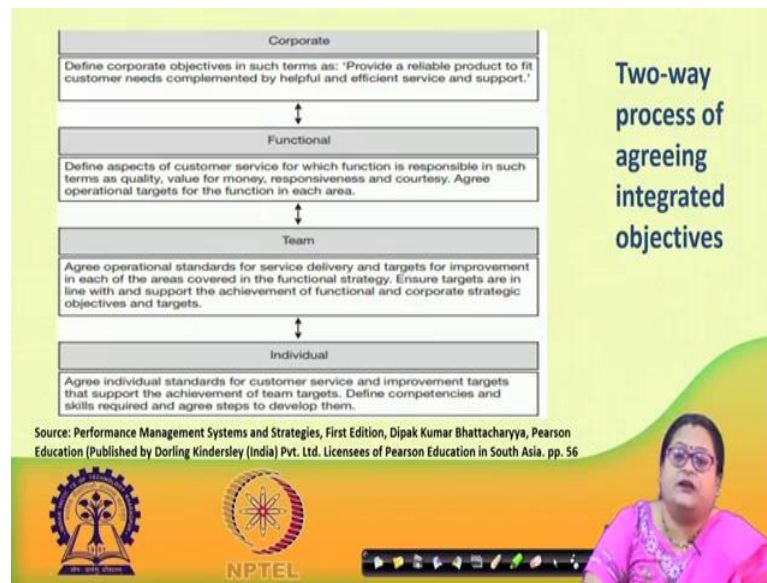 Corporate
Define corporate objectives in such terms as: 'Provide a reliable product to fit
customer needs complemented by helpful and efficient service and support.'
Functional
Define aspects of customer service for which function is responsible in such
terms as quality, value for money, responsiveness and courtesy. Agree
operational targets for the function in each area.
Team
Agree operational standards for service delivery and targets for improvement
in each of the areas covered in the functional strategy. Ensure targets are in
line with and support the achievement of functional and corporate strategic
objectives and targets.
Individual
Agree individual standards for customer service and improvement targets
that support the achievement of team targets. Define competencies and
skills required and agree steps to develop them.
Two-way
process of
agreeing
integrated
objectives
Source: Performance Management Systems and Strategies, First Edition, Dipak Kumar Bhattacharyya, Pearson
Education (Published by Dorling Kindersley (India) Pvt. Ltd. Licensees of Pearson Education in South Asia. pp. 56
NPTEL